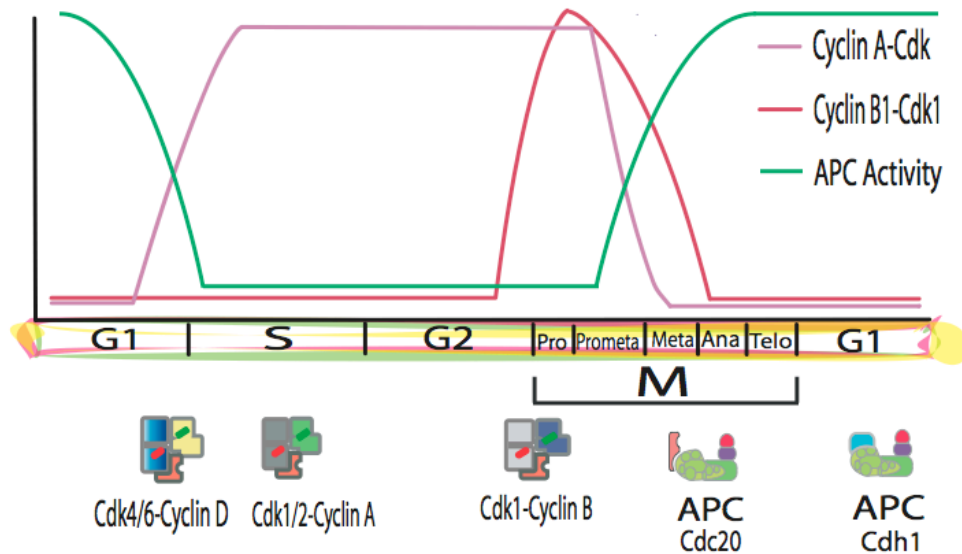 Cyclin A-Cdk
Cyclin B1-Cdk1
APC Activity
G1 S G2 Pro Prometa Meta Ana Telo G1
M
Cdk4/6-Cyclin D Cdk1/2-Cyclin A Cdk1-Cyclin B APC APC
Cdc20 Cdh1